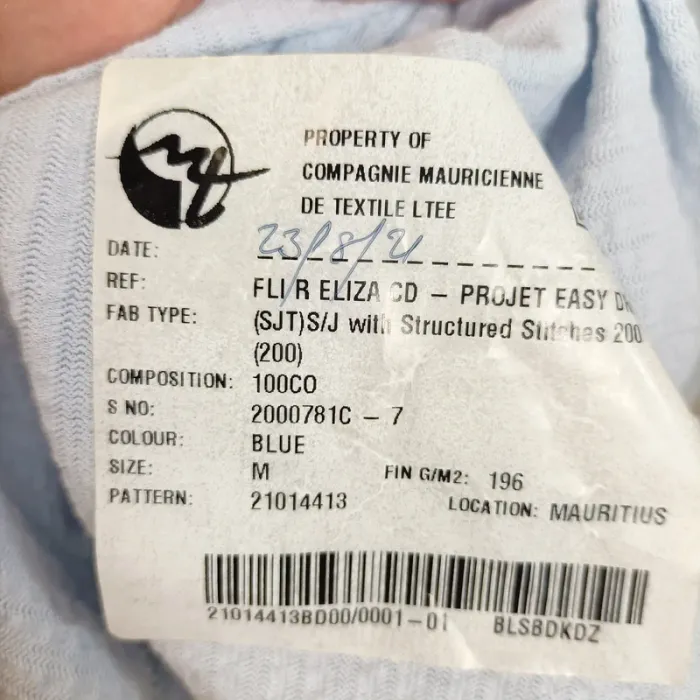 PROPERTY OF
COMPAGNIE MAURICIENNE
DE TEXTILE LTEE
DATE: 23/8/21
REF: FLI R ELIZA CD – PROJET EASY
FAB TYPE: (SJT)S/J with Structured Stitches 200
(200)
COMPOSITION: 100CO
S NO: 2000781C – 7
COLOUR: BLUE
SIZE: M FIN G/M2: 196
PATTERN: 21014413 LOCATION: MAURITIUS
21014413BD00/0001–01 BLSBDKDZ